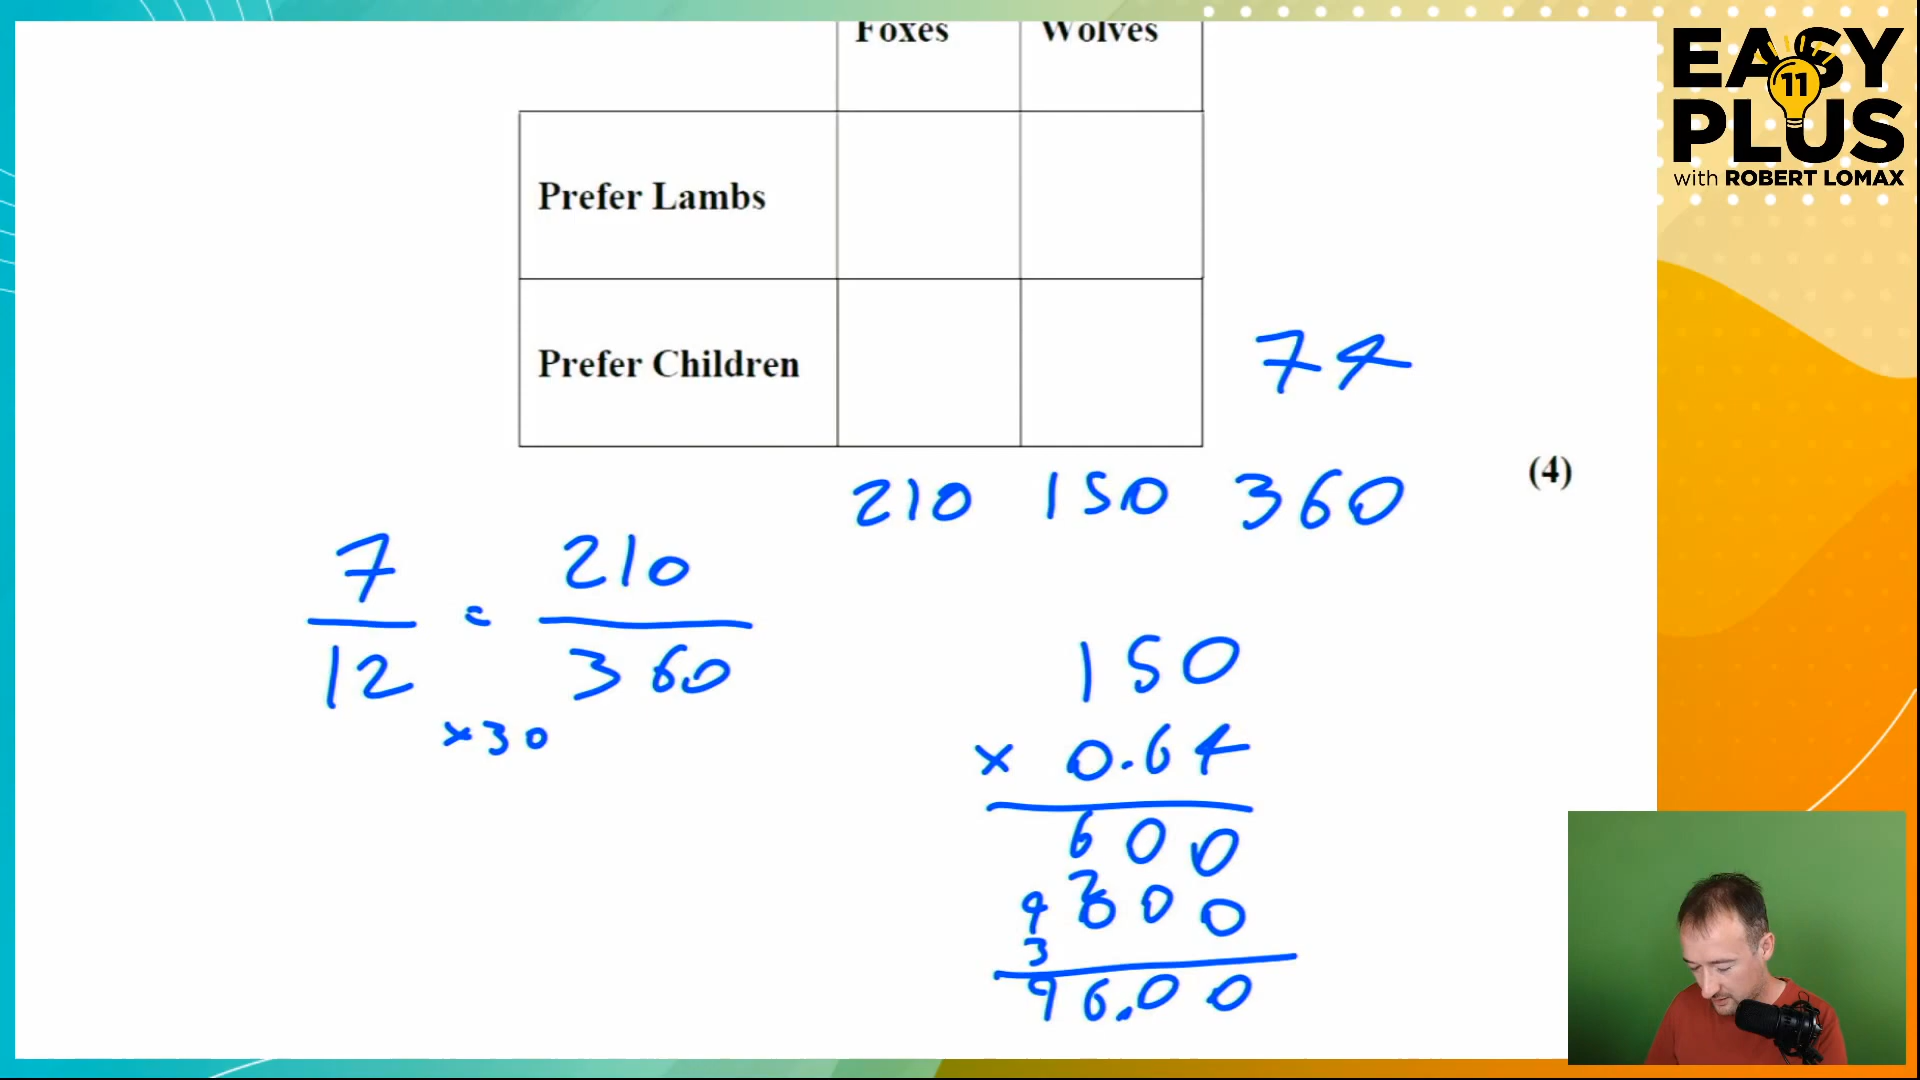 Foxes Wolves
EASY
11
PLUS
with ROBERT LOMAX
Prefer Lambs
Prefer Children 74
(4)
210 150 360
7/12 = 210/360
×30
150
× 0.64
600
2
9000
3
96.00